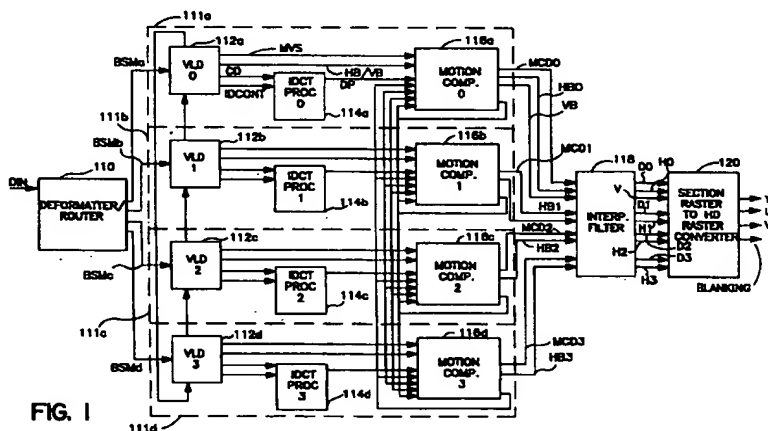 111a
112a
116a
BSMa
VLD
0
MVS
CD
HB/VB
DP
IDCONT
IDCT
PROC
0
114a
MOTION
COMP.
0
MCD0
HB0
VB
111b
112b
116b
BSMb
VLD
1
IDCT
PROC
1
114b
MOTION
COMP.
1
MCD1
HB1
DIN
110
DEFORMATTER/
ROUTER
118
INTERP.
FILTER
D0
H0
V
D1
H1
D2
H2
D3
H3
120
SECTION
RASTER
TO HD
RASTER
CONVERTER
Y
U
V
BLANKING
112c
116c
BSMc
VLD
2
IDCT
PROC
2
114c
MOTION
COMP.
2
MCD2
HB2
111c
112d
116d
BSMd
VLD
3
IDCT
PROC
3
114d
MOTION
COMP.
3
MCD3
HB3
FIG. 1
111d